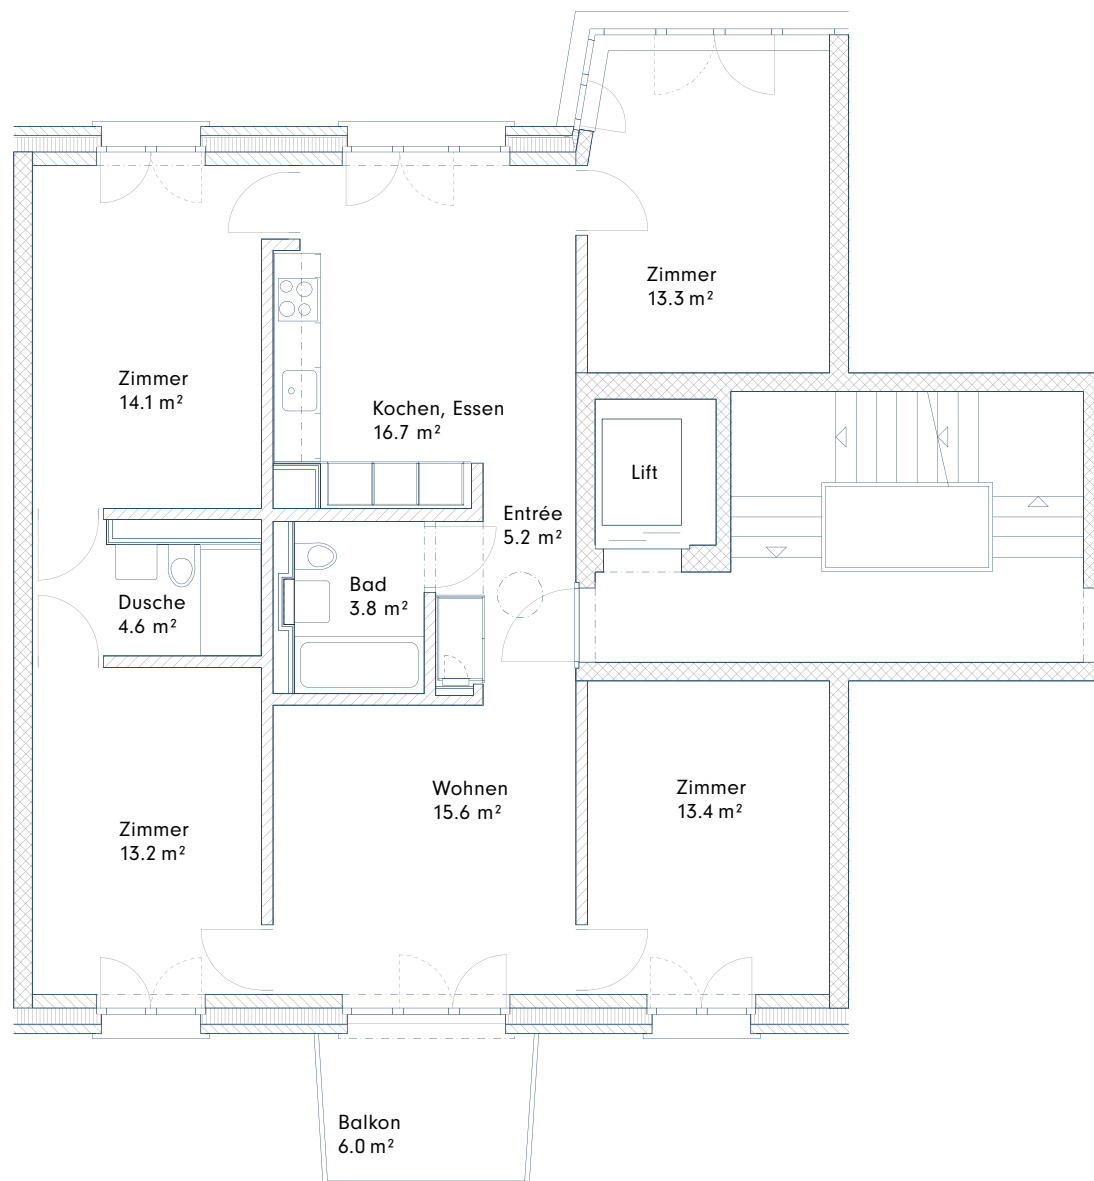 Zimmer
13.3 m²
Zimmer
14.1 m²
Kochen, Essen
16.7 m²
Lift
Entrée
5.2 m²
Bad
3.8 m²
Dusche
4.6 m²
Wohnen
15.6 m²
Zimmer
13.4 m²
Zimmer
13.2 m²
Balkon
6.0 m²